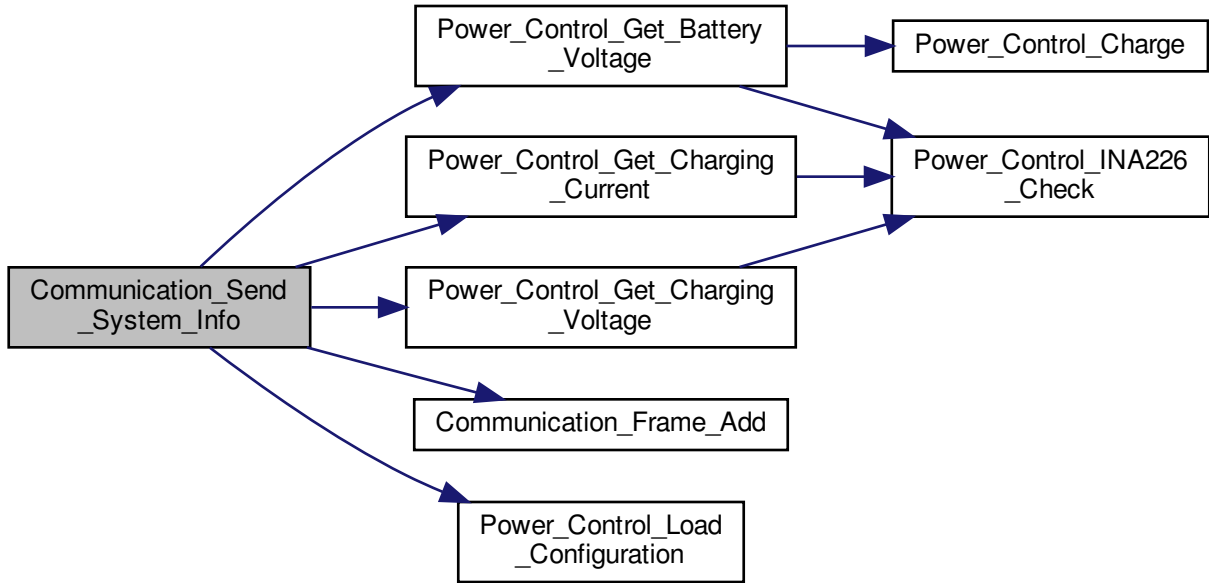 Communication_Send
_System_Info
Power_Control_Get_Battery
_Voltage
Power_Control_Get_Charging
_Current
Power_Control_Get_Charging
_Voltage
Communication_Frame_Add
Power_Control_Load
_Configuration
Power_Control_Charge
Power_Control_INA226
_Check